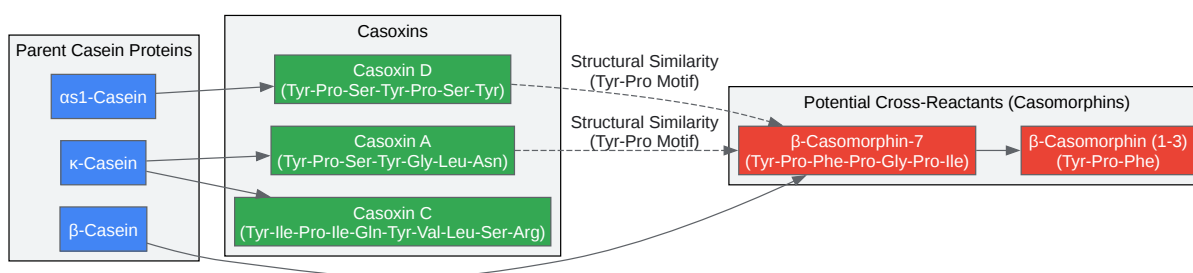 Parent Casein Proteins
αs1-Casein
κ-Casein
β-Casein
Casoxins
Casoxin D
(Tyr-Pro-Ser-Tyr-Pro-Ser-Tyr)
Casoxin A
(Tyr-Pro-Ser-Tyr-Gly-Leu-Asn)
Casoxin C
(Tyr-Ile-Pro-Ile-Gln-Tyr-Val-Leu-Ser-Arg)
Structural Similarity
(Tyr-Pro Motif)
Structural Similarity
(Tyr-Pro Motif)
Potential Cross-Reactants (Casomorphins)
β-Casomorphin-7
(Tyr-Pro-Phe-Pro-Gly-Pro-Ile)
β-Casomorphin (1-3)
(Tyr-Pro-Phe)